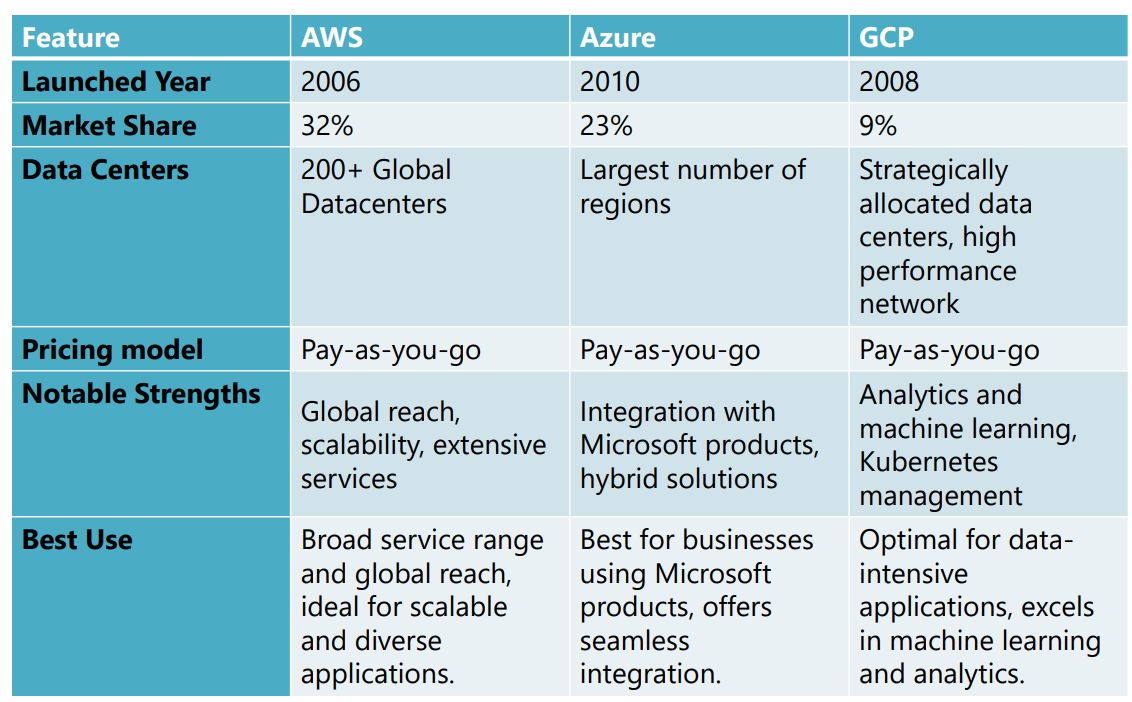 Feature AWS Azure GCP
Launched Year 2006 2010 2008
Market Share 32% 23% 9%
Data Centers 200+ Global Largest number of Strategically
Datacenters regions allocated data
centers, high
performance
network
Pricing model Pay-as-you-go Pay-as-you-go Pay-as-you-go
Notable Strengths
Global reach,
scalability, extensive
services
Integration with
Microsoft products,
hybrid solutions
Analytics and
machine learning,
Kubernetes
management
Best Use
Broad service range
and global reach,
ideal for scalable
and diverse
applications.
Best for businesses
using Microsoft
products, offers
seamless
integration.
Optimal for data-
intensive
applications, excels
in machine learning
and analytics.